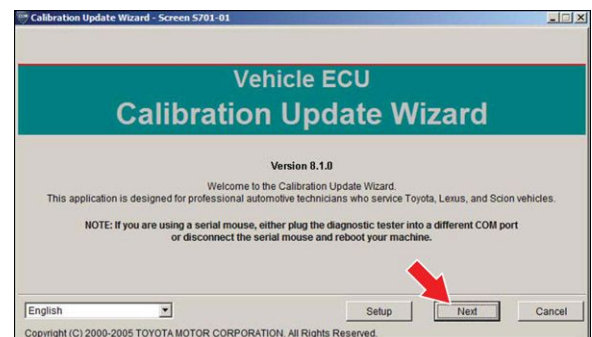 Calibration Update Wizard - Screen S701-01
Vehicle ECU
Calibration Update Wizard
Version 8.1.0
Welcome to the Calibration Update Wizard.
This application is designed for professional automotive technicians who service Toyota, Lexus, and Scion vehicles.
NOTE: If you are using a serial mouse, either plug the diagnostic tester into a different COM port
or disconnect the serial mouse and reboot your machine.
English Setup Next Cancel
Copyright (C) 2000-2005 TOYOTA MOTOR CORPORATION. All Rights Reserved.